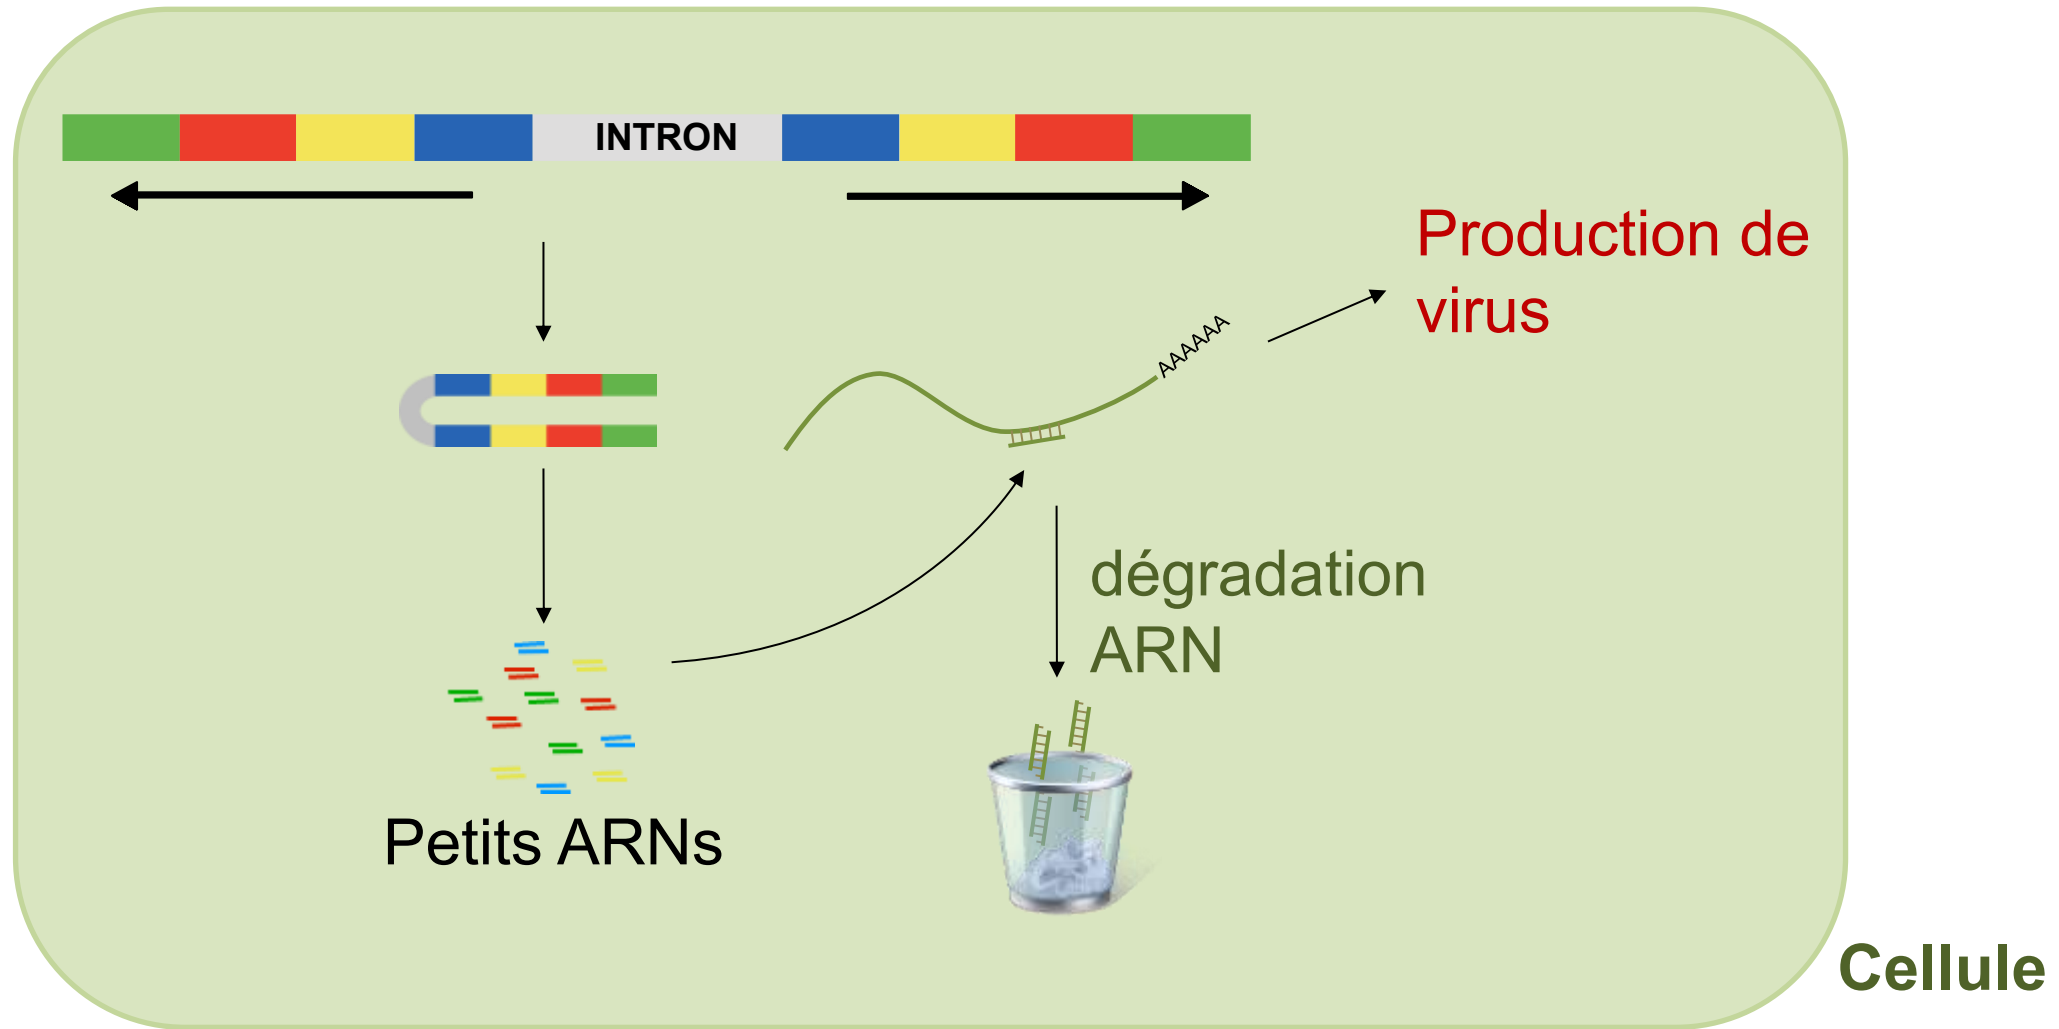 INTRON
Production de
virus
AAAAAA
dégradation
ARN
Petits ARNs
Cellule